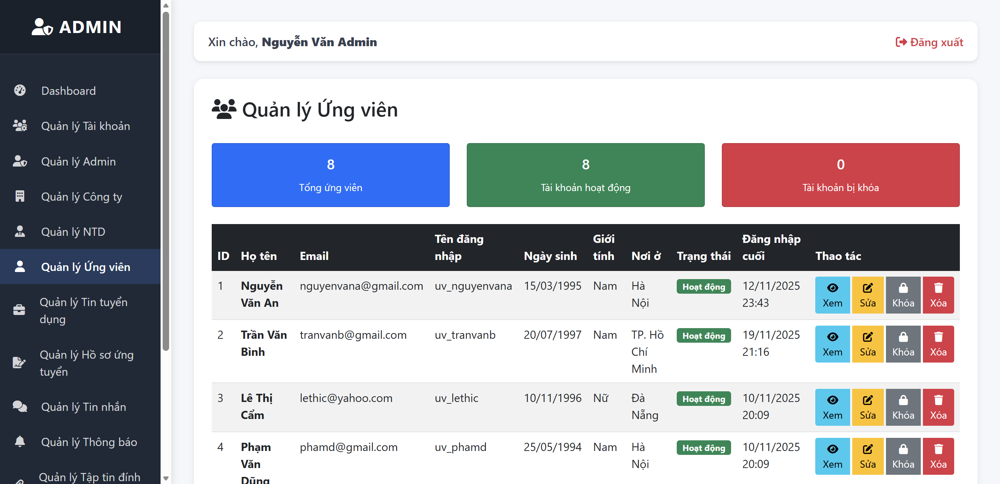 ADMIN
Dashboard
Quản lý Tài khoản
Quản lý Admin
Quản lý Công ty
Quản lý NTD
Quản lý Ứng viên
Quản lý Tin tuyển
dụng
Quản lý Hồ sơ ứng
tuyển
Quản lý Tin nhắn
Quản lý Thông báo
Quản lý Tập tin đính
Xin chào, Nguyễn Văn Admin
Đăng xuất
Quản lý Ứng viên
8
Tổng ứng viên
8
Tài khoản hoạt động
0
Tài khoản bị khóa
ID Họ tên Email Tên đăng nhập Ngày sinh Giới tính Nơi ở Trạng thái Đăng nhập cuối Thao tác
1 Nguyễn Văn An nguyenvana@gmail.com uv_nguyenvana 15/03/1995 Nam Hà Nội Hoạt động 12/11/2025 23:43 Xem Sửa Khóa Xóa
2 Trần Văn Bình tranvanb@gmail.com uv_tranvanb 20/07/1997 Nam TP. Hồ Chí Minh Hoạt động 19/11/2025 21:16 Xem Sửa Khóa Xóa
3 Lê Thị Cẩm lethic@yahoo.com uv_lethic 10/11/1996 Nữ Đà Nẵng Hoạt động 10/11/2025 20:09 Xem Sửa Khóa Xóa
4 Phạm Văn Dũng phamd@gmail.com uv_phamd 25/05/1994 Nam Hà Nội Hoạt động 10/11/2025 20:09 Xem Sửa Khóa Xóa